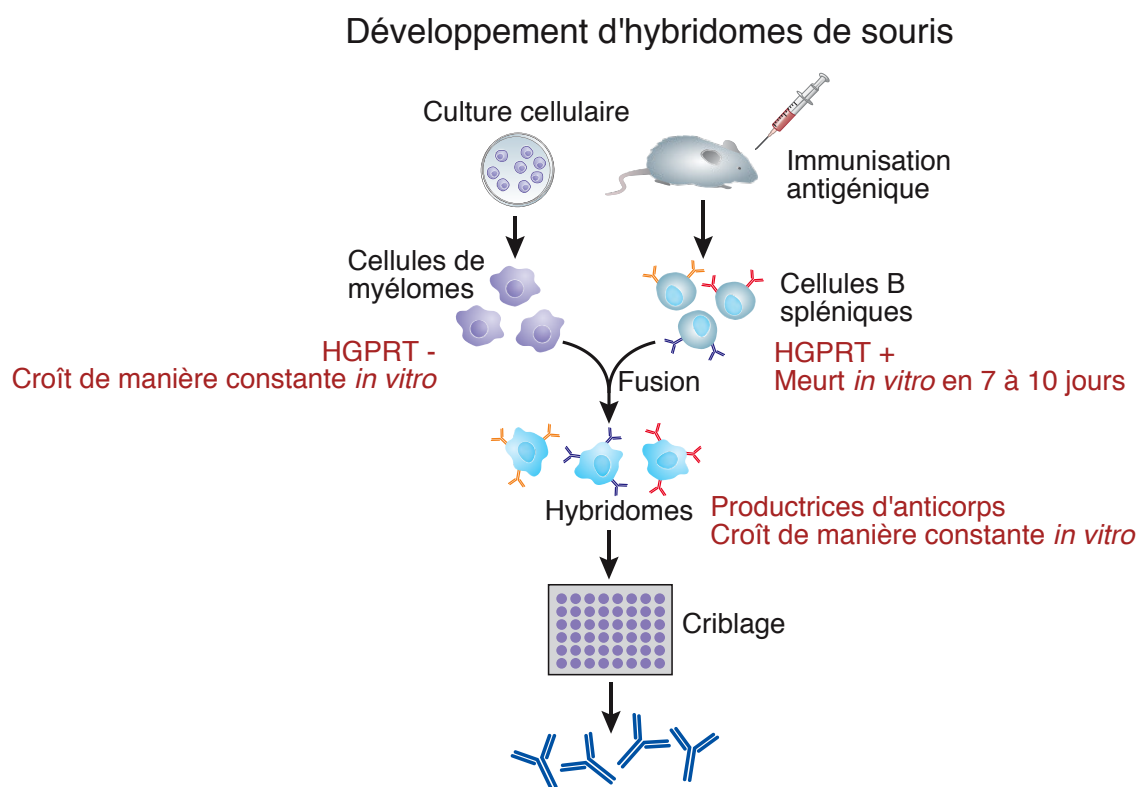 Développement d'hybridomes de souris
Culture cellulaire
Immunisation
antigénique
Cellules de
myélomes
Cellules B
spléniques
HGPRT -
Croît de manière constante in vitro
HGPRT +
Meurt in vitro en 7 à 10 jours
Fusion
Hybridomes
Productrices d'anticorps
Croît de manière constante in vitro
Criblage